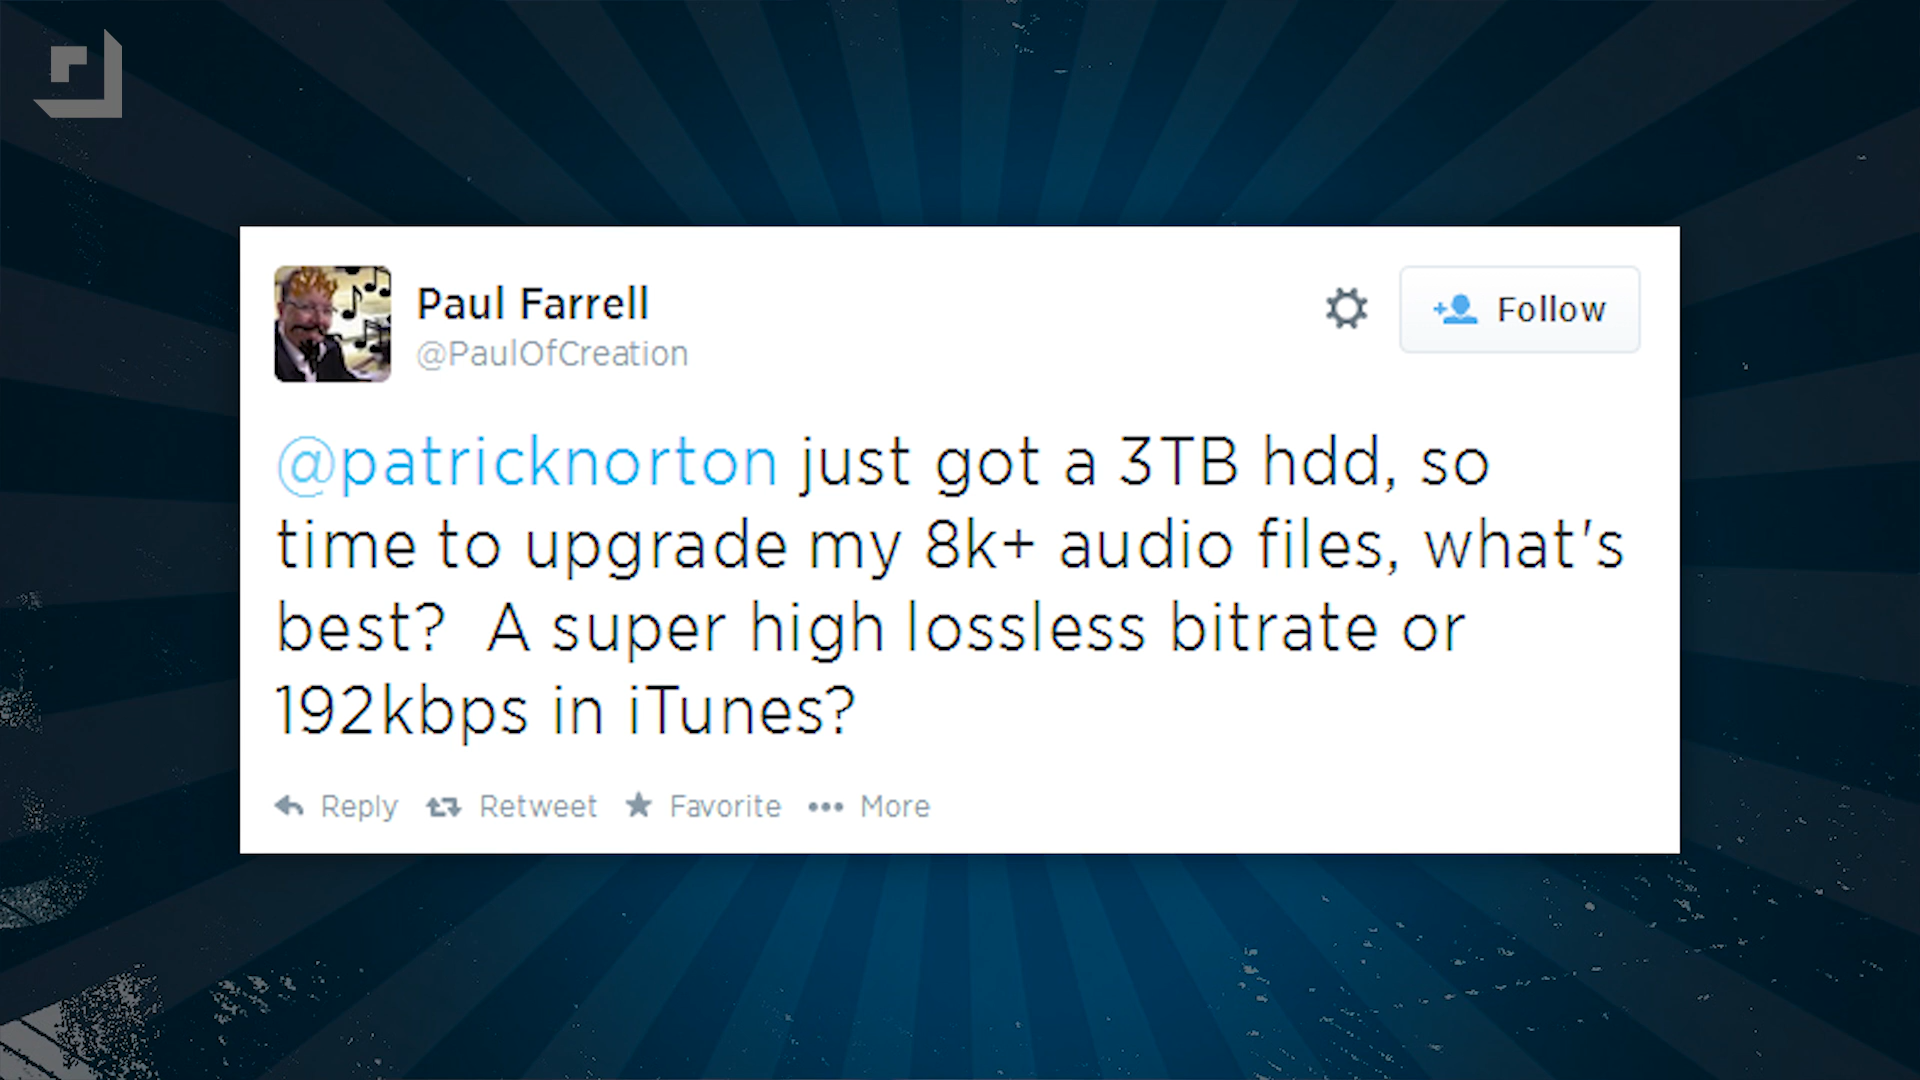 Paul Farrell
Follow
@PaulOfCreation
@patricknorton just got a 3TB hdd, so
time to upgrade my 8k+ audio files, what's
best?  A super high lossless bitrate or
192kbps in iTunes?
Reply Retweet Favorite More